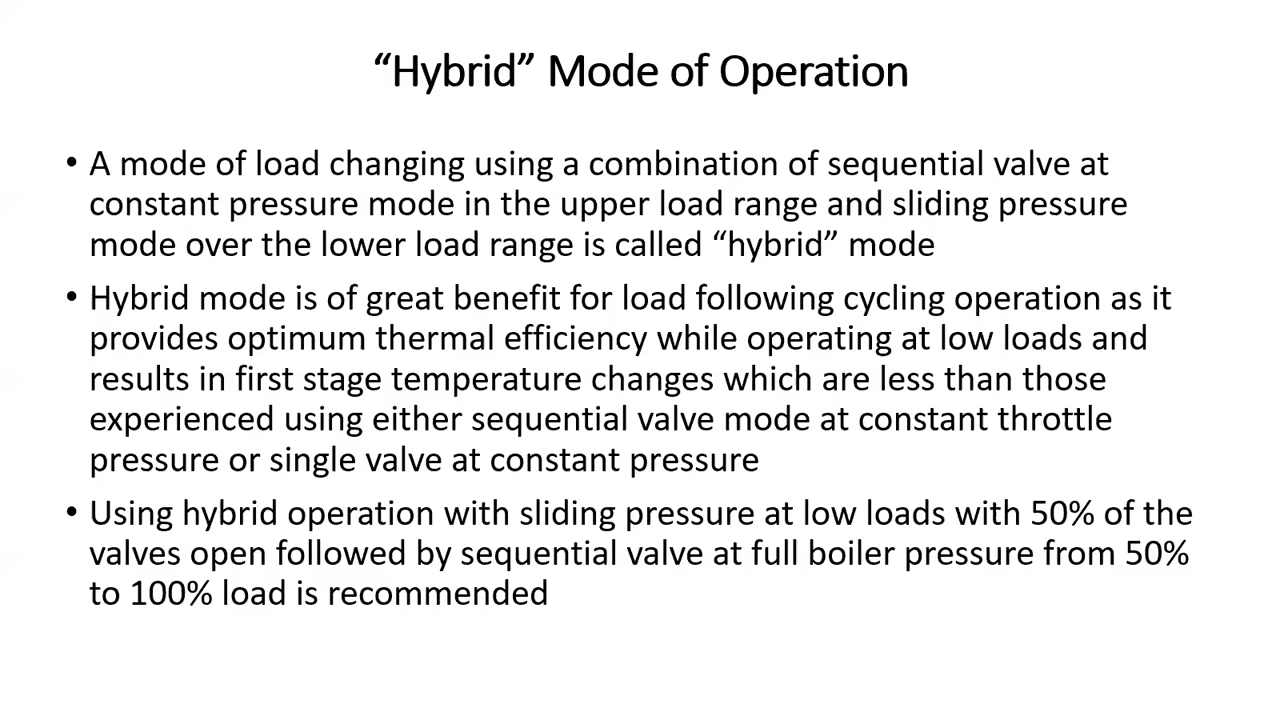 “Hybrid” Mode of Operation
• A mode of load changing using a combination of sequential valve at
constant pressure mode in the upper load range and sliding pressure
mode over the lower load range is called “hybrid” mode
• Hybrid mode is of great benefit for load following cycling operation as it
provides optimum thermal efficiency while operating at low loads and
results in first stage temperature changes which are less than those
experienced using either sequential valve mode at constant throttle
pressure or single valve at constant pressure
• Using hybrid operation with sliding pressure at low loads with 50% of the
valves open followed by sequential valve at full boiler pressure from 50%
to 100% load is recommended